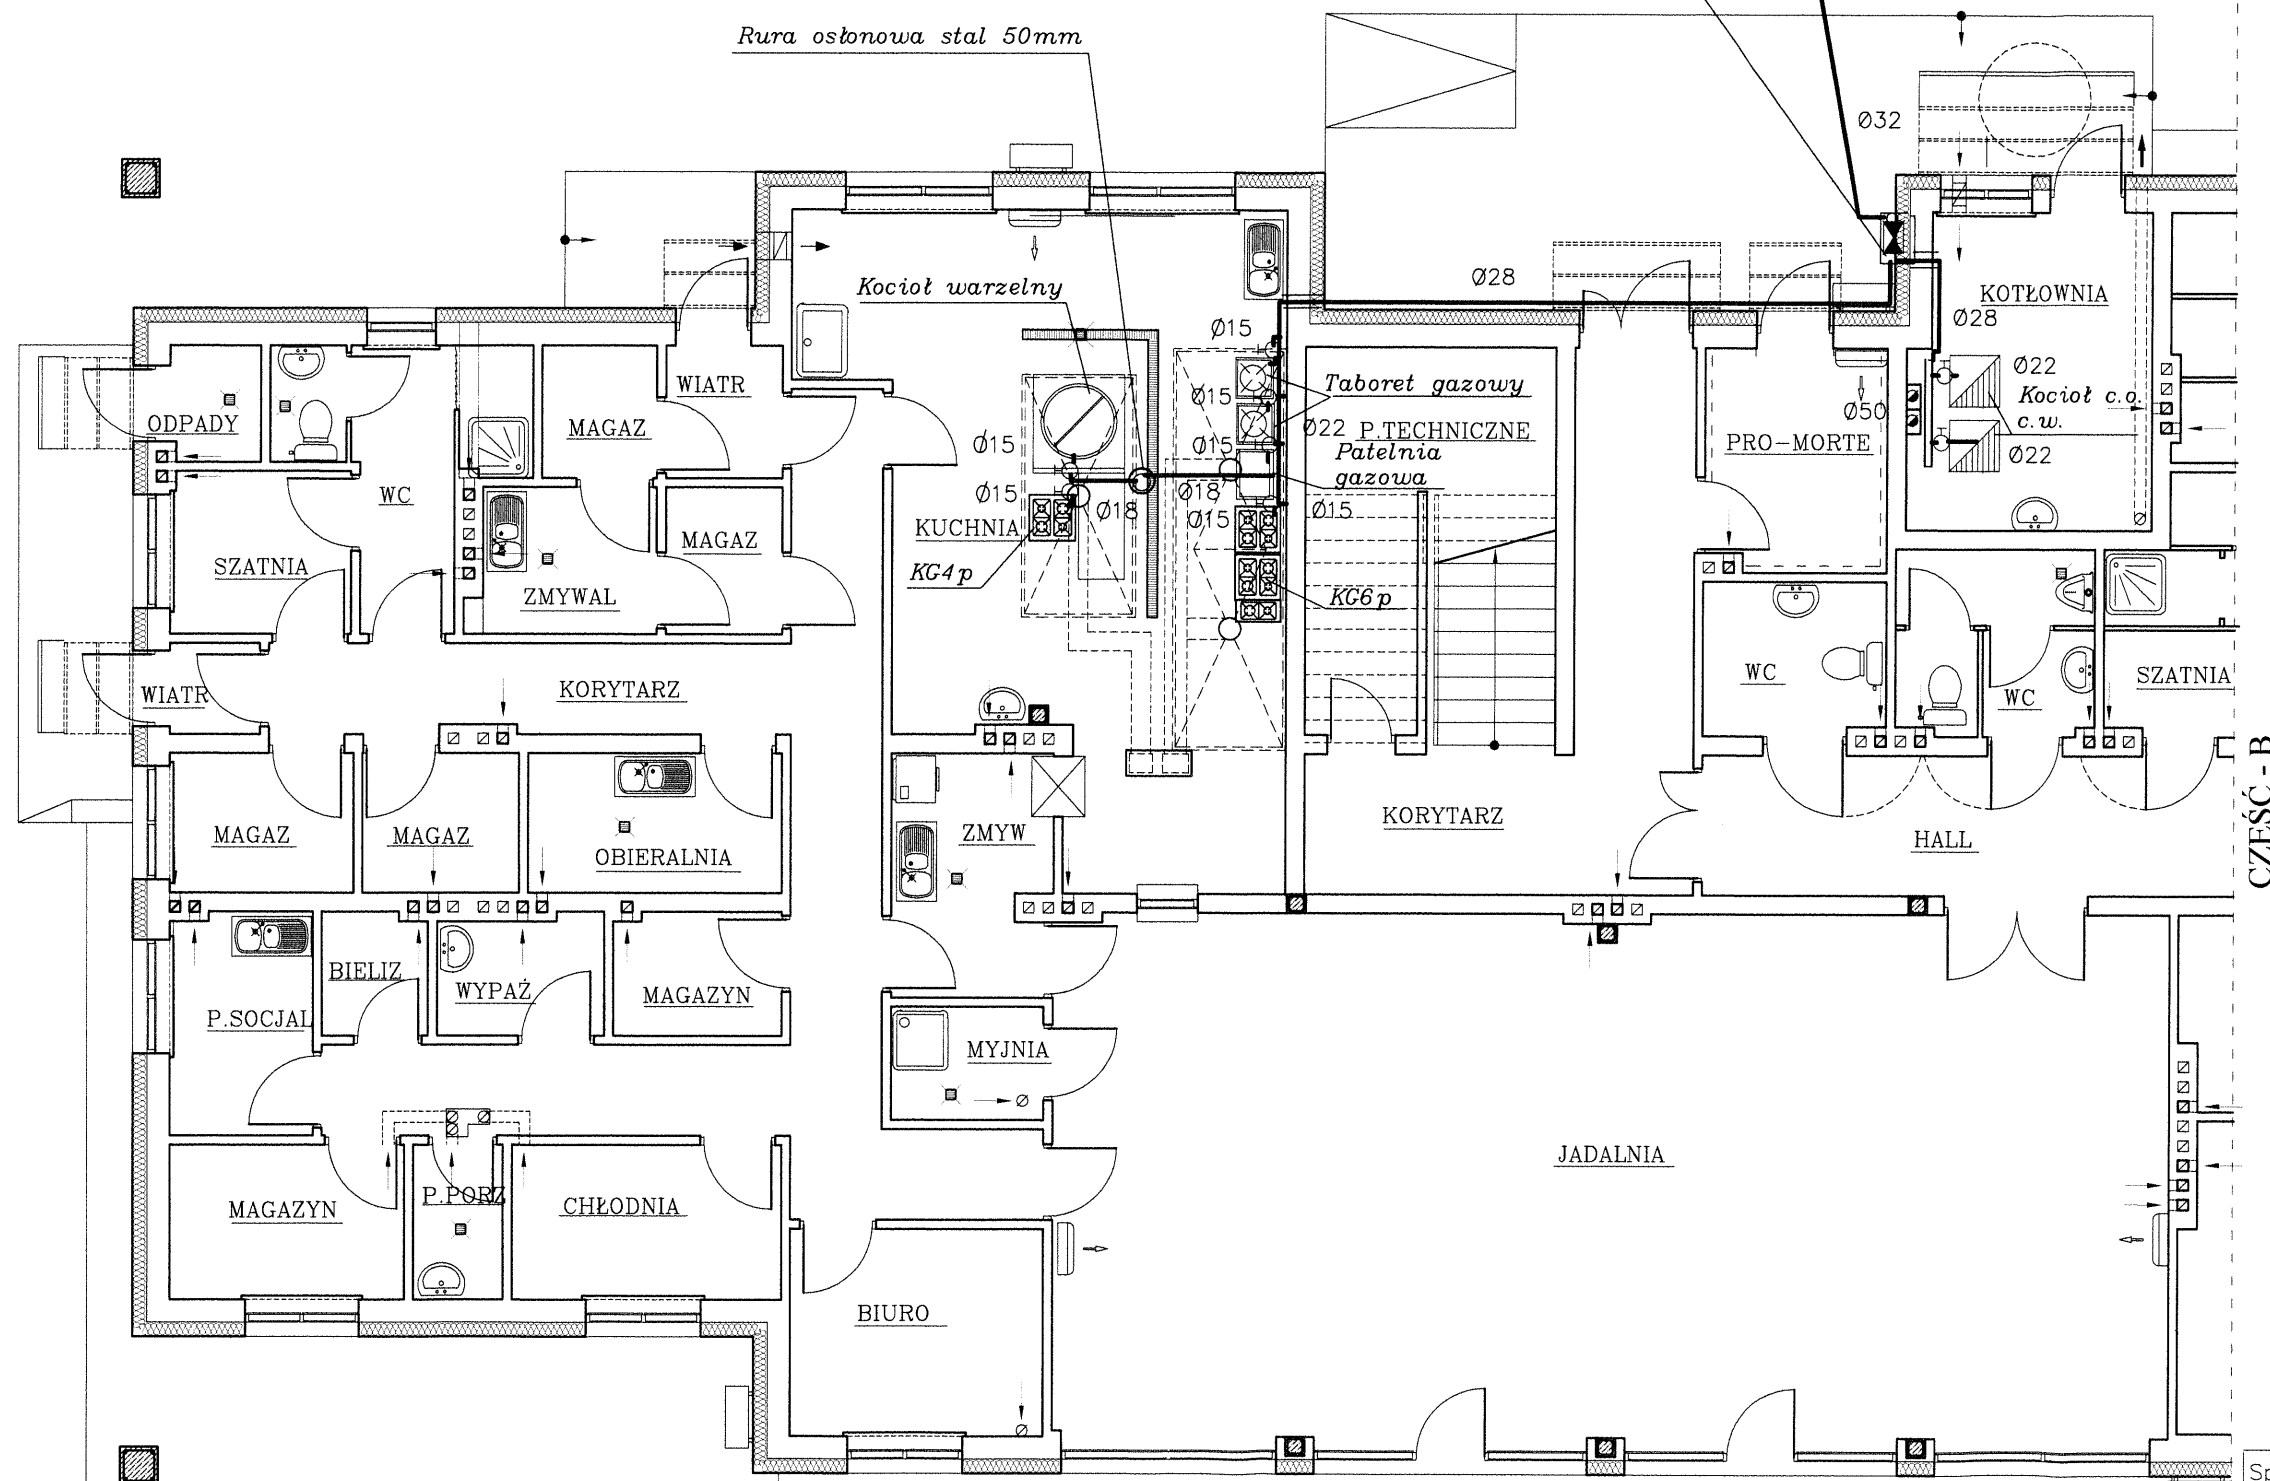 Rura osłonowa stal 50mm
Ø32
Ø28
KOTŁOWNIA
Ø28
Kocioł warzelny
Ø15
WIATR
Taboret gazowy
Ø15
Ø22
Kocioł c.o.
c.w.
Ø50
ODPADY
MAGAZ
Ø15
Ø15
Ø22
P.TECHNICZNE
PRO-MORTE
Ø22
Patelnia
gazowa
WC
Ø15
Ø18
Ø18
Ø15
Ø15
KUCHNIA
MAGAZ
SZATNIA
KG4p
ZMYWAL
KG6p
WIATR
KORYTARZ
WC
WC
SZATNIA
MAGAZ
MAGAZ
OBIERALNIA
ZMYW
KORYTARZ
HALL
CZEŚĆ - B
BIELIZ
WYPAŻ
MAGAZYN
P.SOCJAL
MYJNIA
JADALNIA
MAGAZYN
P.PORZ
CHŁODNIA
BIURO
Sp